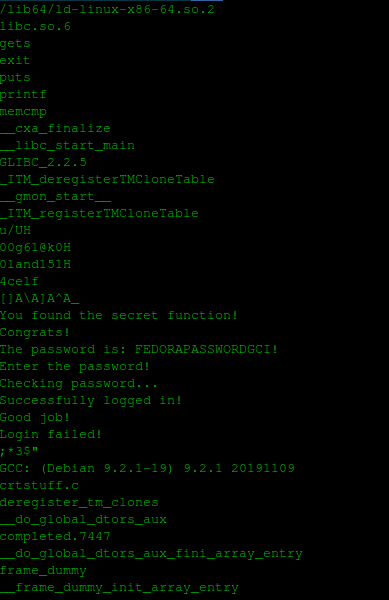 /lib64/ld-linux-x86-64.so.2
libc.so.6
gets
exit
puts
printf
memcmp
__cxa_finalize
__libc_start_main
GLIBC_2.2.5
_ITM_deregisterTMCloneTable
__gmon_start__
_ITM_registerTMCloneTable
u/UH
00g6l@k0H
0land15lH
4celf
[]A\A]A^A_
You found the secret function!
Congrats!
The password is: FEDORAPASSWORDGCI!
Enter the password!
Checking password...
Successfully logged in!
Good job!
Login failed!
;*3$"
GCC: (Debian 9.2.1-19) 9.2.1 20191109
crtstuff.c
deregister_tm_clones
__do_global_dtors_aux
completed.7447
__do_global_dtors_aux_fini_array_entry
frame_dummy
__frame_dummy_init_array_entry